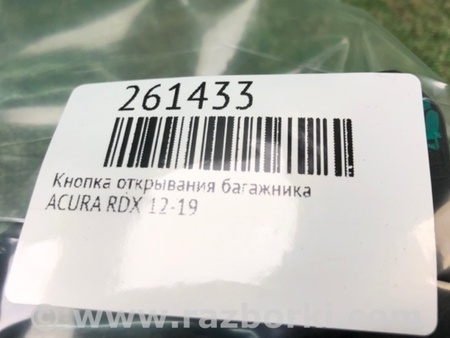 261433
Кнопка открывания багажника
ACURA RDX 12-19
www.razborki.com